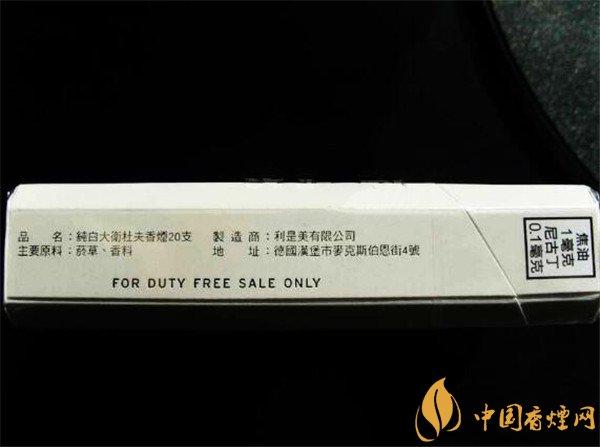 品　　名：純白大衛杜夫香煙20支　製 造 商：利是美有限公司
主要原料：菸草、香料　地　　址：德國漢堡市麥克斯伯恩街4號
FOR DUTY FREE SALE ONLY
焦油
1毫克
尼古丁
0.1毫克
中国香烟网